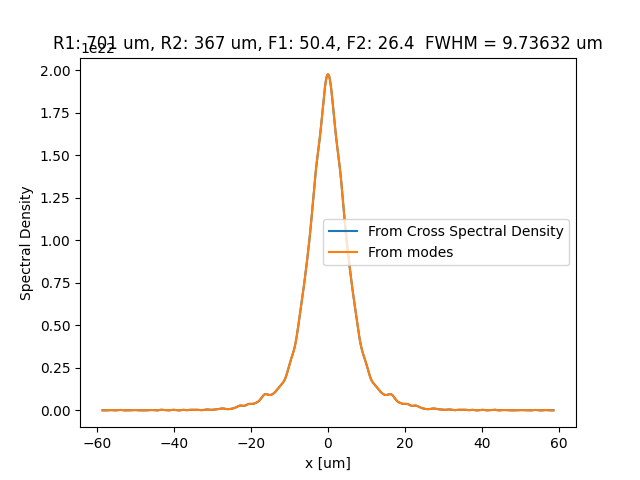 R1: 701 um, R2: 367 um, F1: 50.4, F2: 26.4  FWHM = 9.73632 um
1e22
2.00
1.75
1.50
1.25
1.00
0.75
0.50
0.25
0.00
Spectral Density
From Cross Spectral Density
From modes
−60
−40
−20
0
20
40
60
x [um]